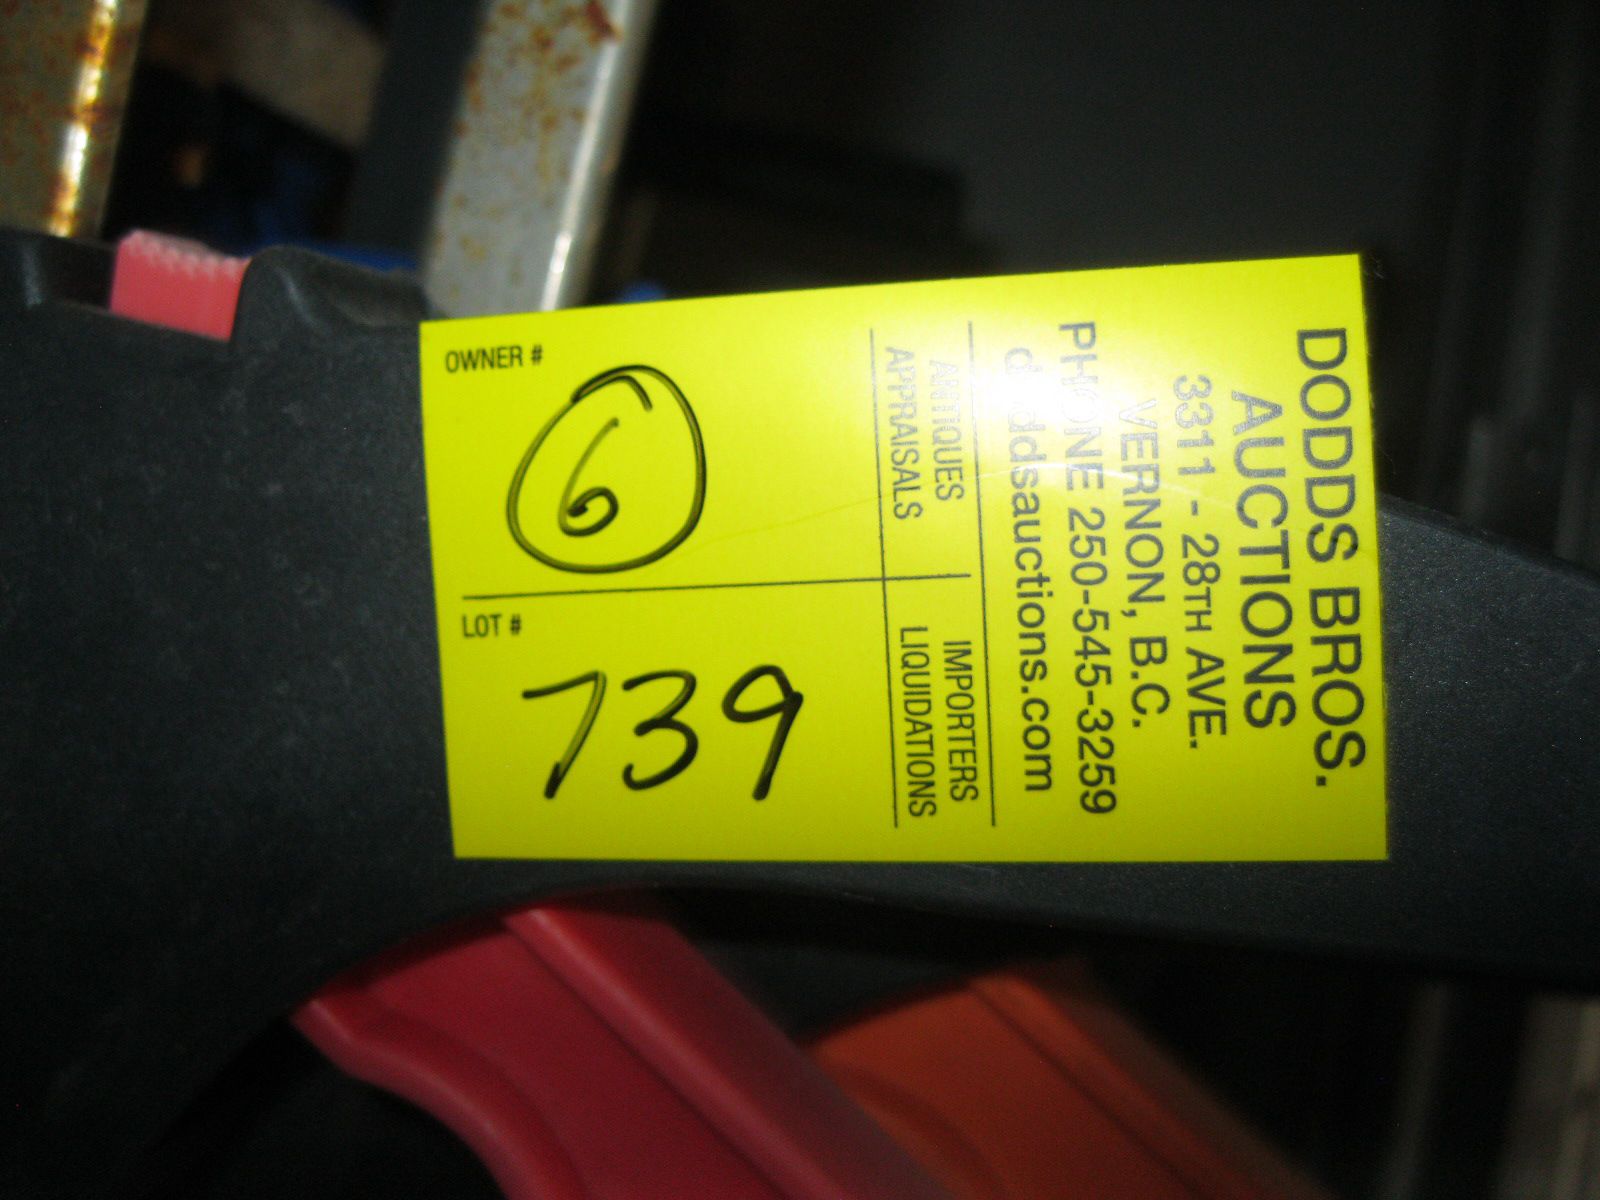 DODDS BROS.
AUCTIONS
3311 - 28TH AVE.
VERNON, B.C.
PHONE 250-545-3259
doddsauctions.com
ANTIQUES IMPORTERS
APPRAISALS LIQUIDATIONS
OWNER #
6
LOT #
739